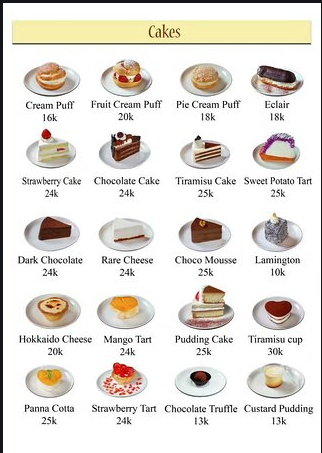 Cakes
Cream Puff Fruit Cream Puff Pie Cream Puff Eclair
16k 20k 18k 18k
Strawberry Cake Chocolate Cake Tiramisu Cake Sweet Potato Tart
24k 24k 25k 25k
Dark Chocolate Rare Cheese Choco Mousse Lamington
24k 24k 25k 10k
Hokkaido Cheese Mango Tart Pudding Cake Tiramisu cup
20k 24k 25k 30k
Panna Cotta Strawberry Tart Chocolate Truffle Custard Pudding
25k 24k 13k 13k